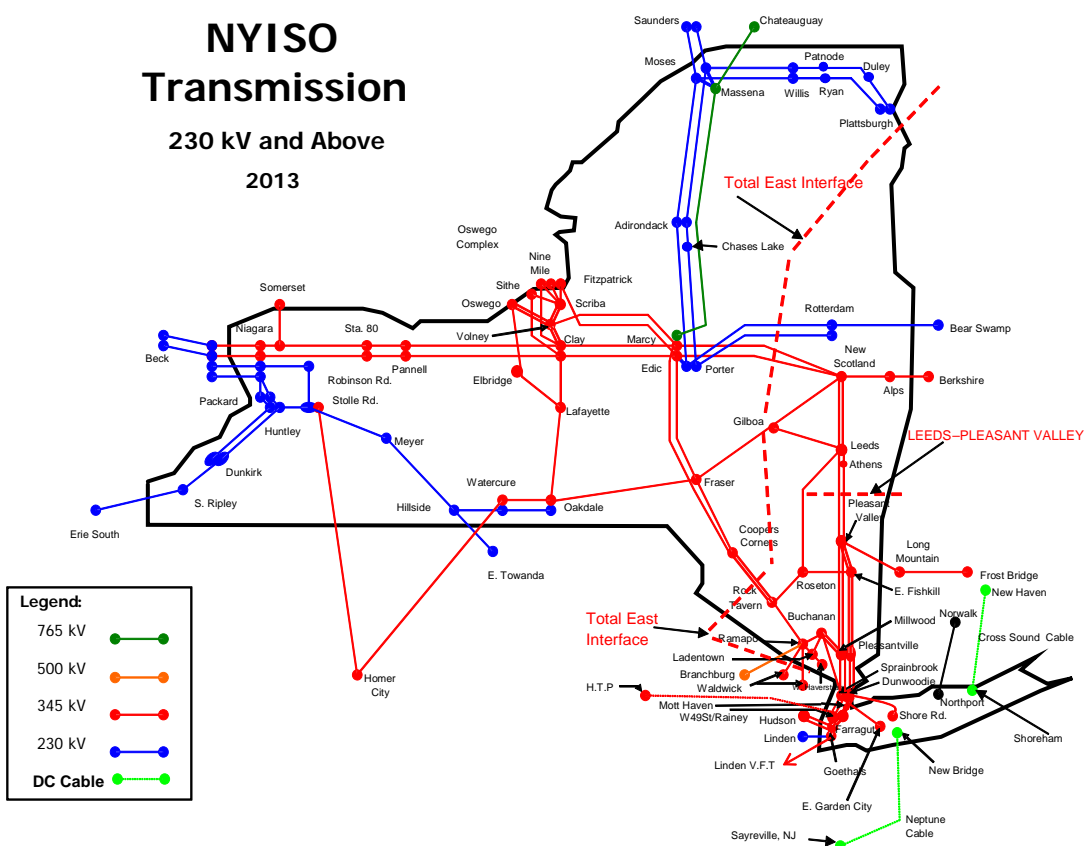 NYISO
Transmission
230 kV and Above
2013
Saunders
Chateauguay
Moses
Massena
Patnode
Willis
Ryan
Duley
Plattsburgh
Total East Interface
Adirondack
Chases Lake
Oswego
Complex
Nine
Mile
Sithe
Fitzpatrick
Oswego
Scriba
Volney
Clay
Somerset
Niagara
Sta. 80
Pannell
Beck
Robinson Rd.
Stolle Rd.
Packard
Huntley
Dunkirk
S. Ripley
Erie South
Meyer
Elbridge
Lafayette
Marcy
Edic
Porter
Rotterdam
Bear Swamp
New
Scotland
Alps
Berkshire
Gilboa
Leeds
Athens
LEEDS–PLEASANT VALLEY
Fraser
Watercure
Hillside
Oakdale
E. Towanda
Pleasant
Valley
Coopers
Corners
Long
Mountain
Frost Bridge
Roseton
E. Fishkill
Rock
Tavern
New Haven
Buchanan
Millwood
Norwalk
Cross Sound  Cable
Total East
Interface
Ramapo
Pleasantville
Ladentown
Sprainbrook
Branchburg
Dunwoodie
Waldwick
H.T.P
Mott Haven
W49St/Rainey
Northport
Hudson
Farragut
Shore Rd.
Linden
Shoreham
Linden V.F.T
Goethals
New Bridge
E. Garden City
Neptune
Cable
Sayreville, NJ
Homer
City
Legend:
765 kV
500 kV
345 kV
230 kV
DC Cable